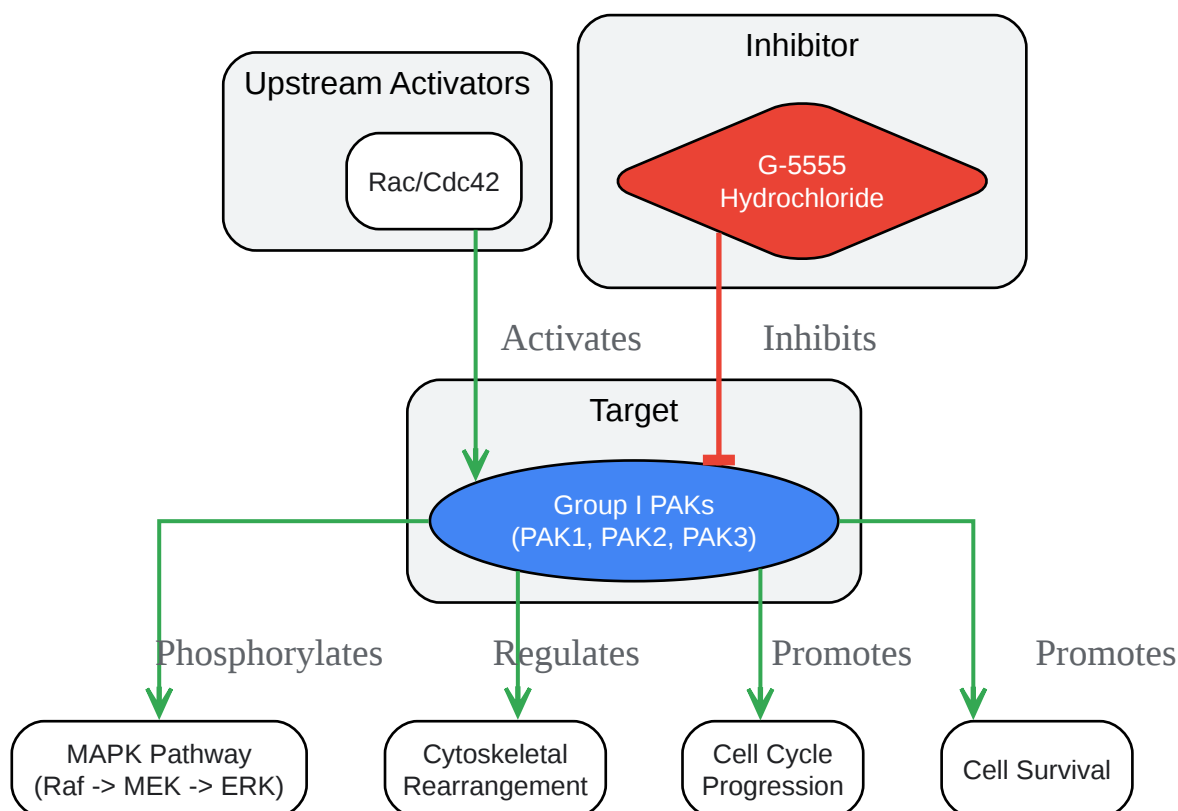 Inhibitor
Upstream Activators
G-5555
Hydrochloride
Rac/Cdc42
Activates
Inhibits
Target
Group I PAKs
(PAK1, PAK2, PAK3)
Phosphorylates
Regulates
Promotes
Promotes
MAPK Pathway
(Raf -> MEK -> ERK)
Cytoskeletal
Rearrangement
Cell Cycle
Progression
Cell Survival